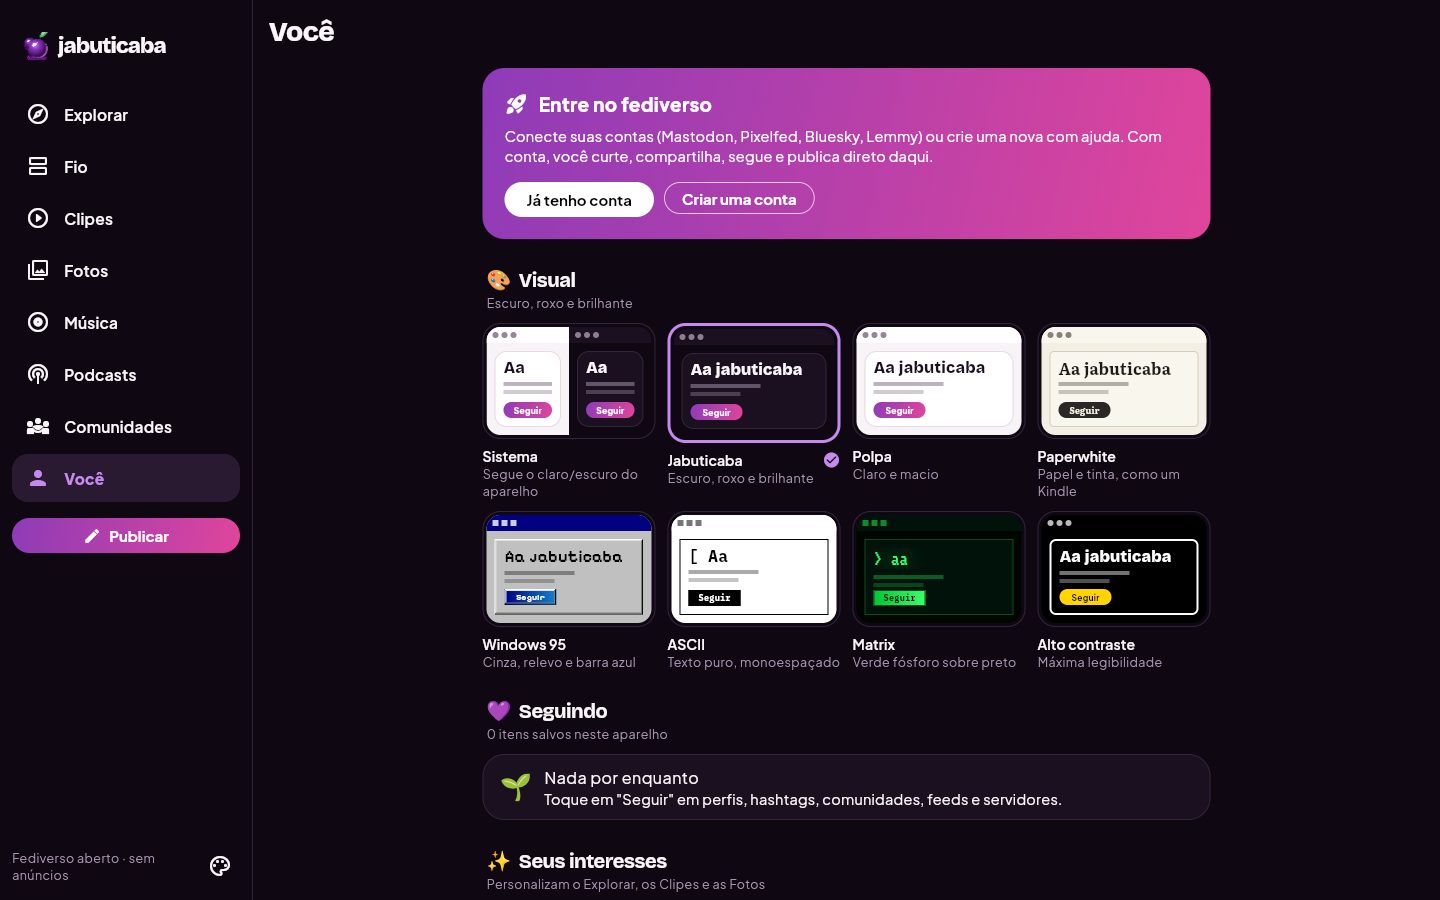 jabuticaba
Explorar
Fio
Clipes
Fotos
Música
Podcasts
Comunidades
Você
Publicar
Fediverso aberto · sem
anúncios
Você
Entre no fediverso
Conecte suas contas (Mastodon, Pixelfed, Bluesky, Lemmy) ou crie uma nova com ajuda. Com
conta, você curte, compartilha, segue e publica direto daqui.
Já tenho conta
Criar uma conta
Visual
Escuro, roxo e brilhante
Aa
Seguir
Aa
Seguir
Sistema
Segue o claro/escuro do
aparelho
Aa jabuticaba
Seguir
Jabuticaba
Escuro, roxo e brilhante
Aa jabuticaba
Seguir
Polpa
Claro e macio
Aa jabuticaba
Seguir
Paperwhite
Papel e tinta, como um
Kindle
Aa jabuticaba
Seguir
Windows 95
Cinza, relevo e barra azul
[ Aa
Seguir
ASCII
Texto puro, monoespaçado
> aa
Seguir
Matrix
Verde fósforo sobre preto
Aa jabuticaba
Seguir
Alto contraste
Máxima legibilidade
Seguindo
0 itens salvos neste aparelho
Nada por enquanto
Toque em "Seguir" em perfis, hashtags, comunidades, feeds e servidores.
Seus interesses
Personalizam o Explorar, os Clipes e as Fotos